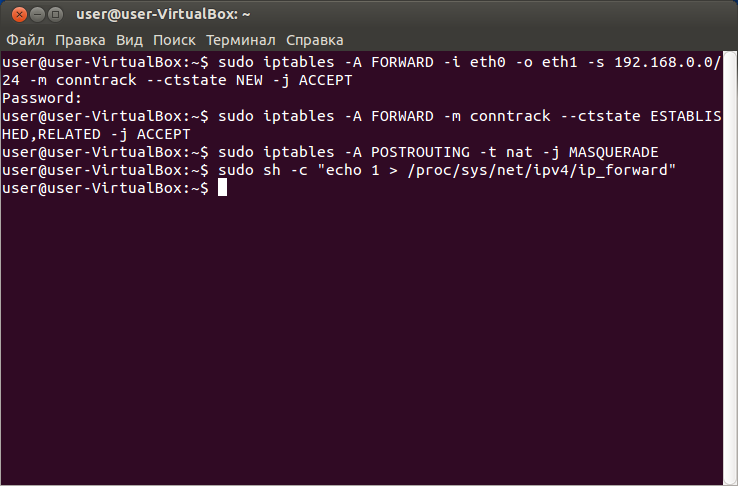 user@user-VirtualBox: ~
Файл Правка Вид Поиск Терминал Справка
user@user-VirtualBox:~$ sudo iptables -A FORWARD -i eth0 -o eth1 -s 192.168.0.0/
24 -m conntrack --ctstate NEW -j ACCEPT
Password:
user@user-VirtualBox:~$ sudo iptables -A FORWARD -m conntrack --ctstate ESTABLIS
HED,RELATED -j ACCEPT
user@user-VirtualBox:~$ sudo iptables -A POSTROUTING -t nat -j MASQUERADE
user@user-VirtualBox:~$ sudo sh -c "echo 1 > /proc/sys/net/ipv4/ip_forward"
user@user-VirtualBox:~$